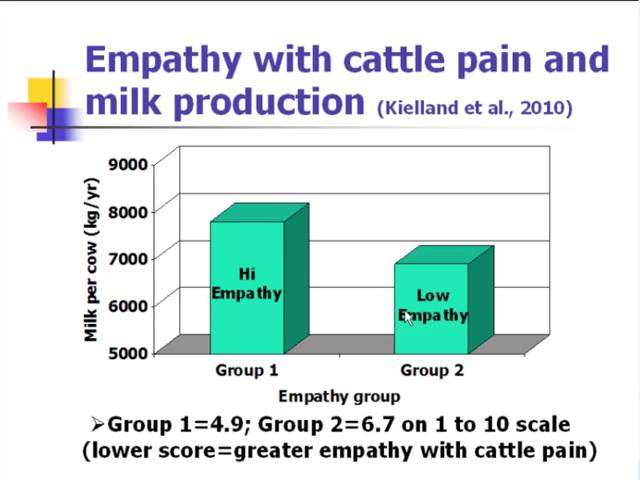 Empathy with cattle pain and
milk production (Kielland et al., 2010)
9000
8000
7000
6000
5000
Milk per cow (kg/yr)
Hi
Empathy
Low
Empathy
Group 1
Group 2
Empathy group
➢Group 1=4.9; Group 2=6.7 on 1 to 10 scale
(lower score=greater empathy with cattle pain)